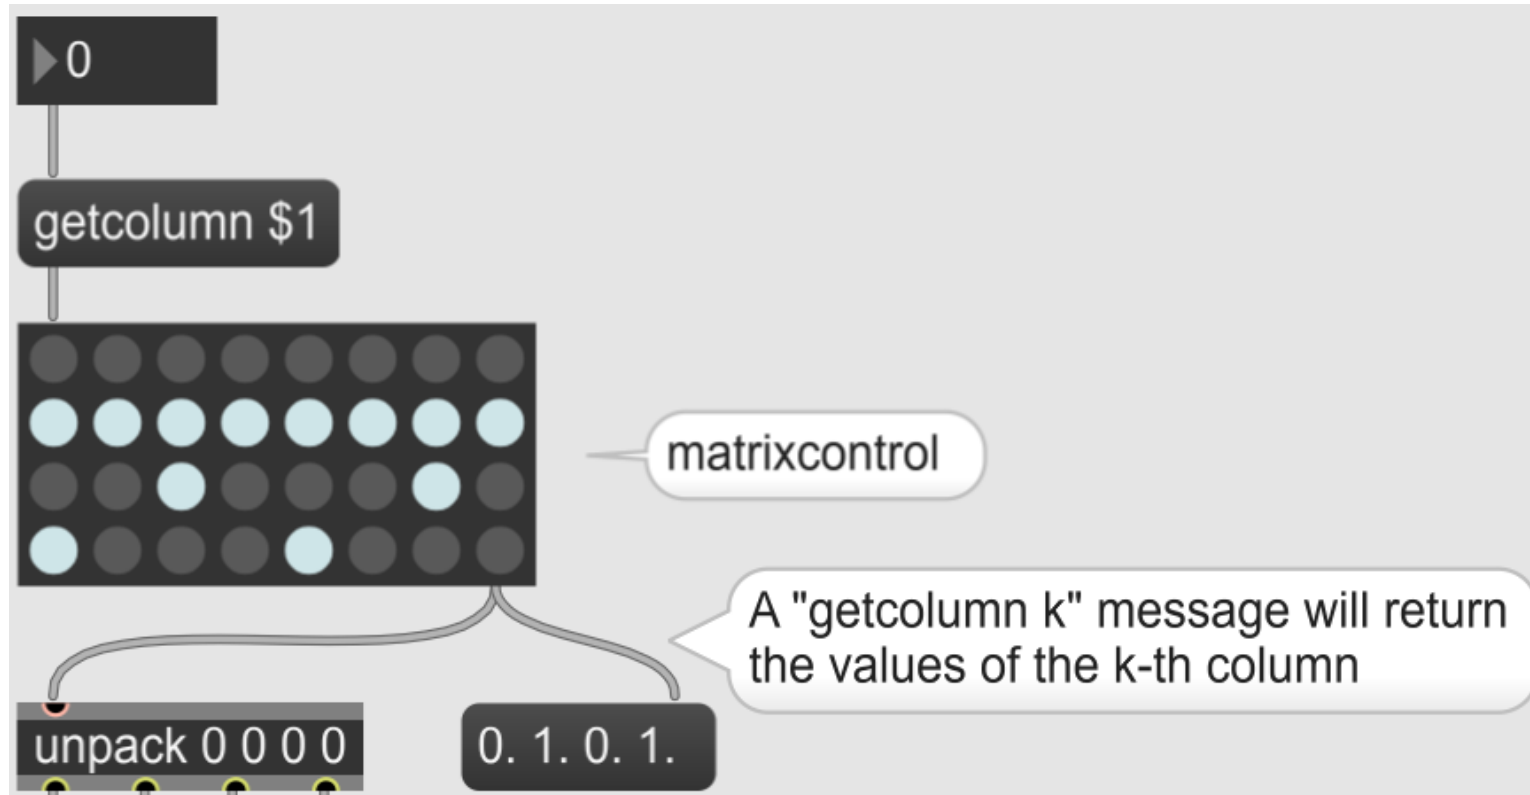 0
getcolumn $1
matrixcontrol
A "getcolumn k" message will return
the values of the k-th column
unpack 0 0 0 0
0. 1. 0. 1.